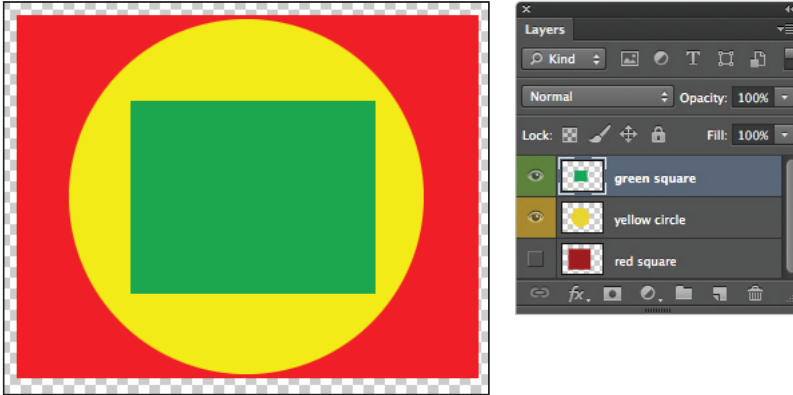 Layers
Kind
Normal Opacity: 100%
Lock: Fill: 100%
green square
yellow circle
red square
fx.